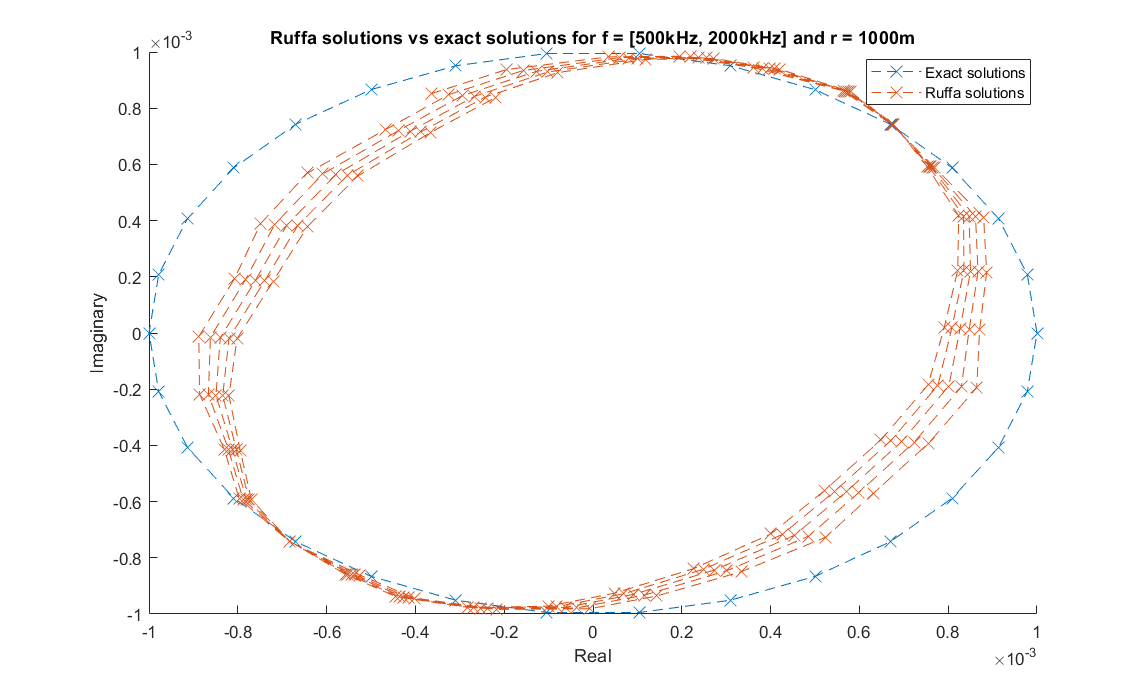 Ruffa solutions vs exact solutions for f = [500kHz, 2000kHz] and r = 1000m
×10^-3
1
0.8
0.6
0.4
0.2
0
-0.2
-0.4
-0.6
-0.8
-1
Imaginary
Exact solutions
Ruffa solutions
-1 -0.8 -0.6 -0.4 -0.2 0 0.2 0.4 0.6 0.8 1
Real
×10^-3